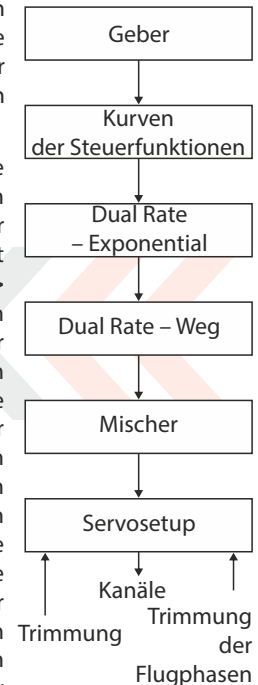 Geber
Kurven
der Steuerfunktionen
Dual Rate
– Exponential
Dual Rate – Weg
Mischer
Servosetup
Kanäle
Trimmung
Trimmung
der
Flugphasen